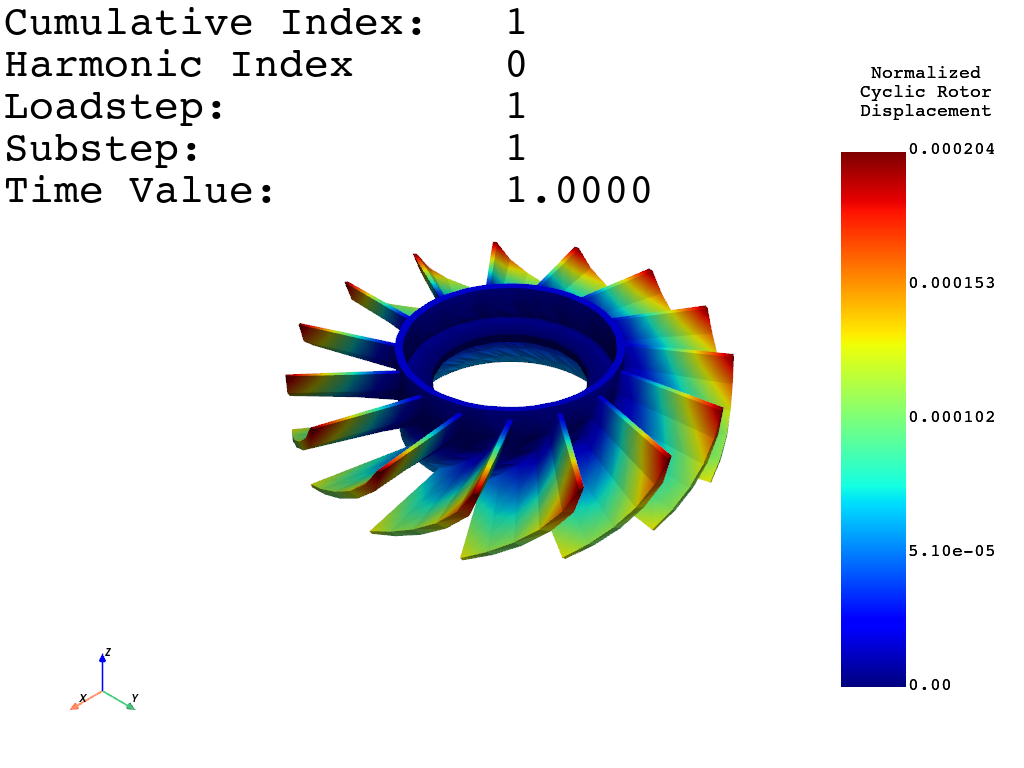 Cumulative Index: 1
Harmonic Index 0
Loadstep: 1
Substep: 1
Time Value: 1.0000
Normalized
Cyclic Rotor
Displacement
0.000204
0.000153
0.000102
5.10e-05
0.00
Z
X
Y